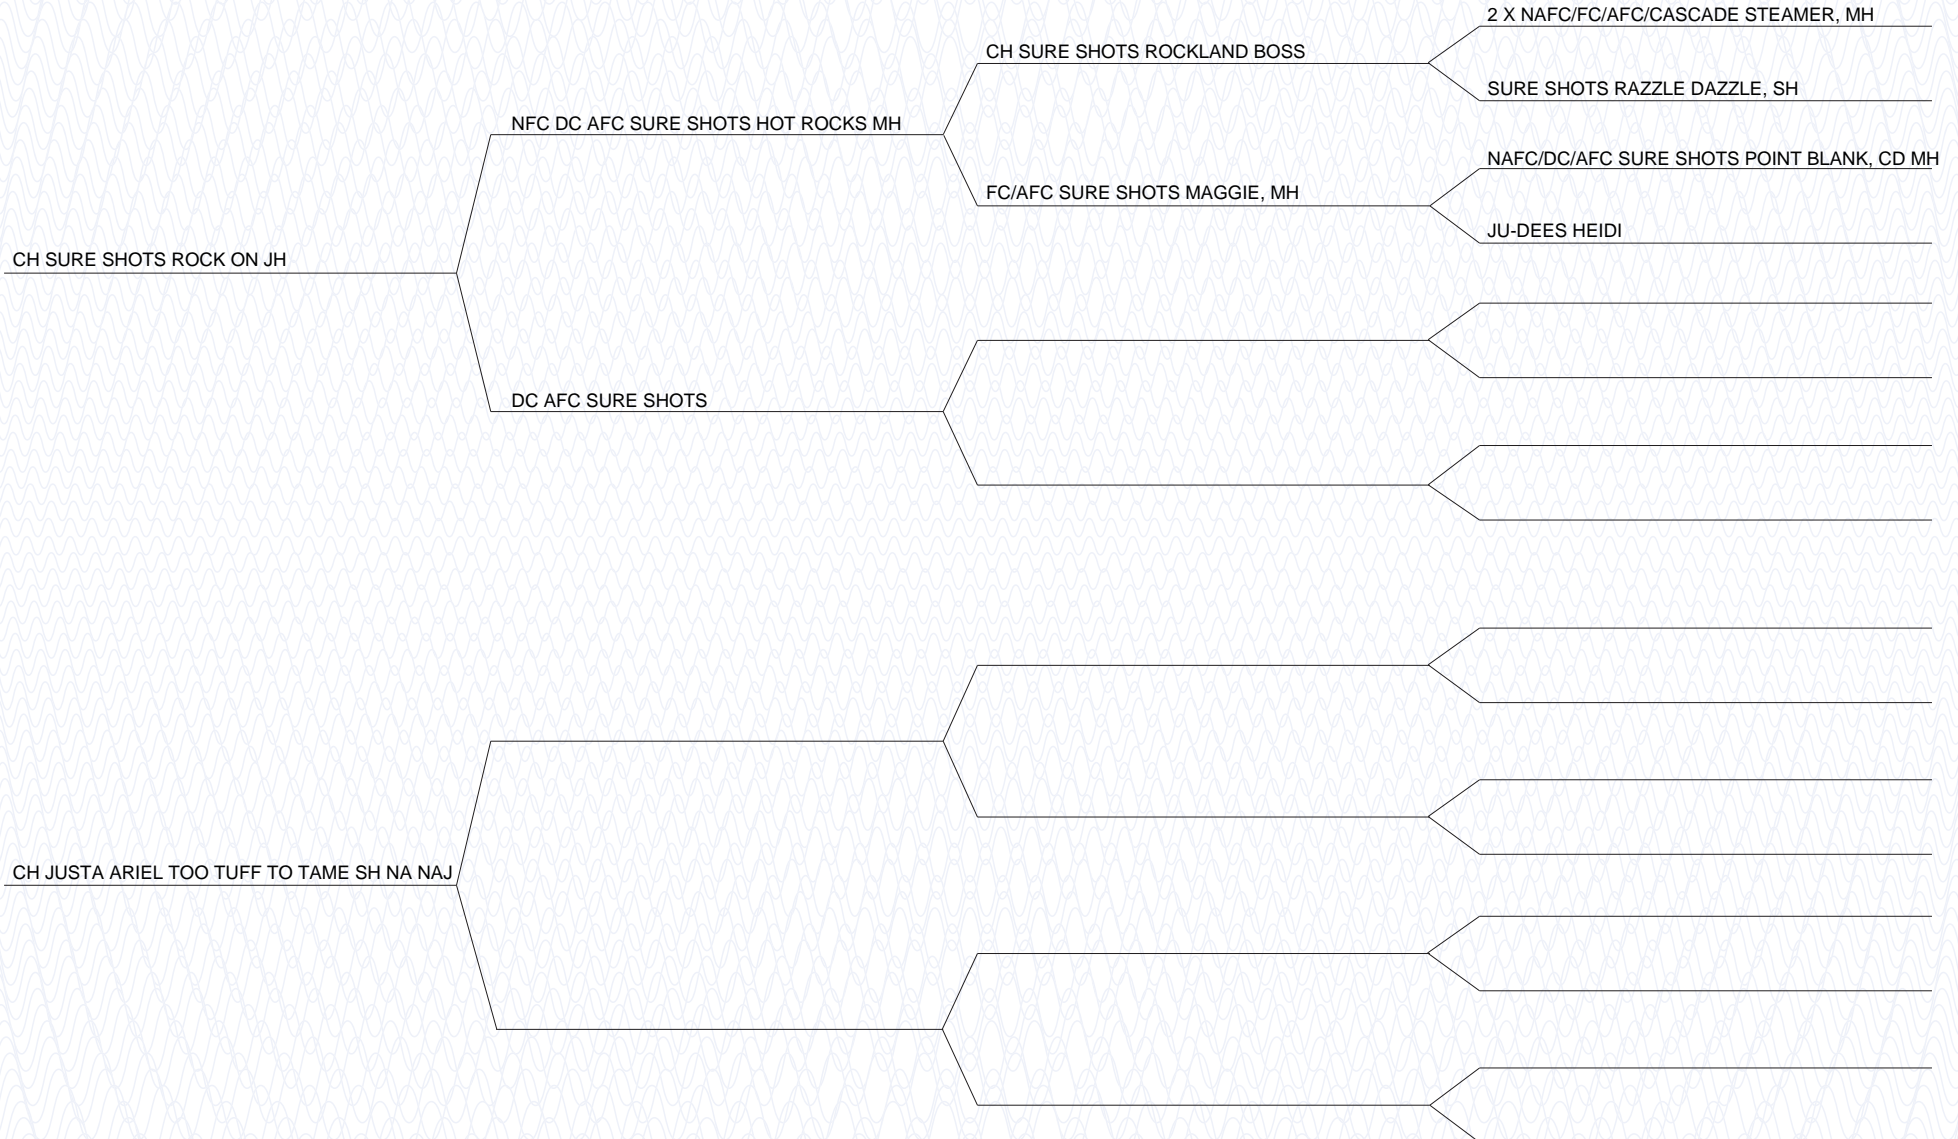 2 X NAFC/FC/AFC/CASCADE STEAMER, MH
CH SURE SHOTS ROCKLAND BOSS
SURE SHOTS RAZZLE DAZZLE, SH
NFC DC AFC SURE SHOTS HOT ROCKS MH
NAFC/DC/AFC SURE SHOTS POINT BLANK, CD MH
FC/AFC SURE SHOTS MAGGIE, MH
JU-DEES HEIDI
CH SURE SHOTS ROCK ON JH
DC AFC SURE SHOTS
CH JUSTA ARIEL TOO TUFF TO TAME SH NA NAJ